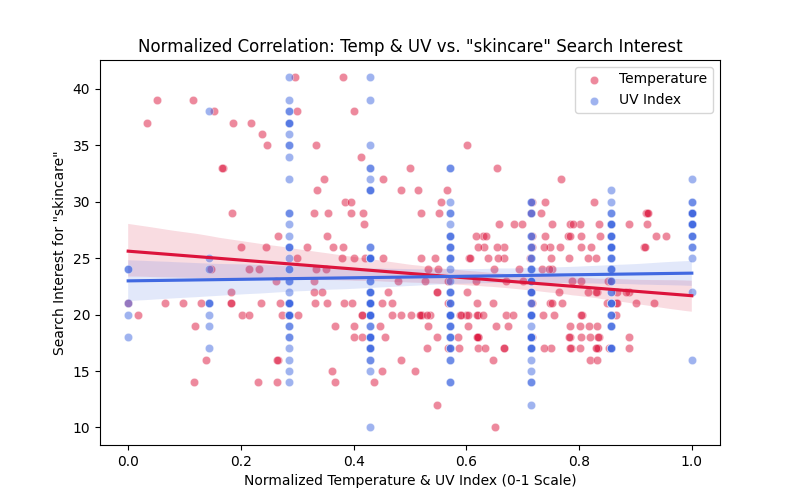 Normalized Correlation: Temp & UV vs. "skincare" Search Interest
Temperature
UV Index
40
35
30
25
20
15
10
Search Interest for "skincare"
0.0 0.2 0.4 0.6 0.8 1.0
Normalized Temperature & UV Index (0-1 Scale)